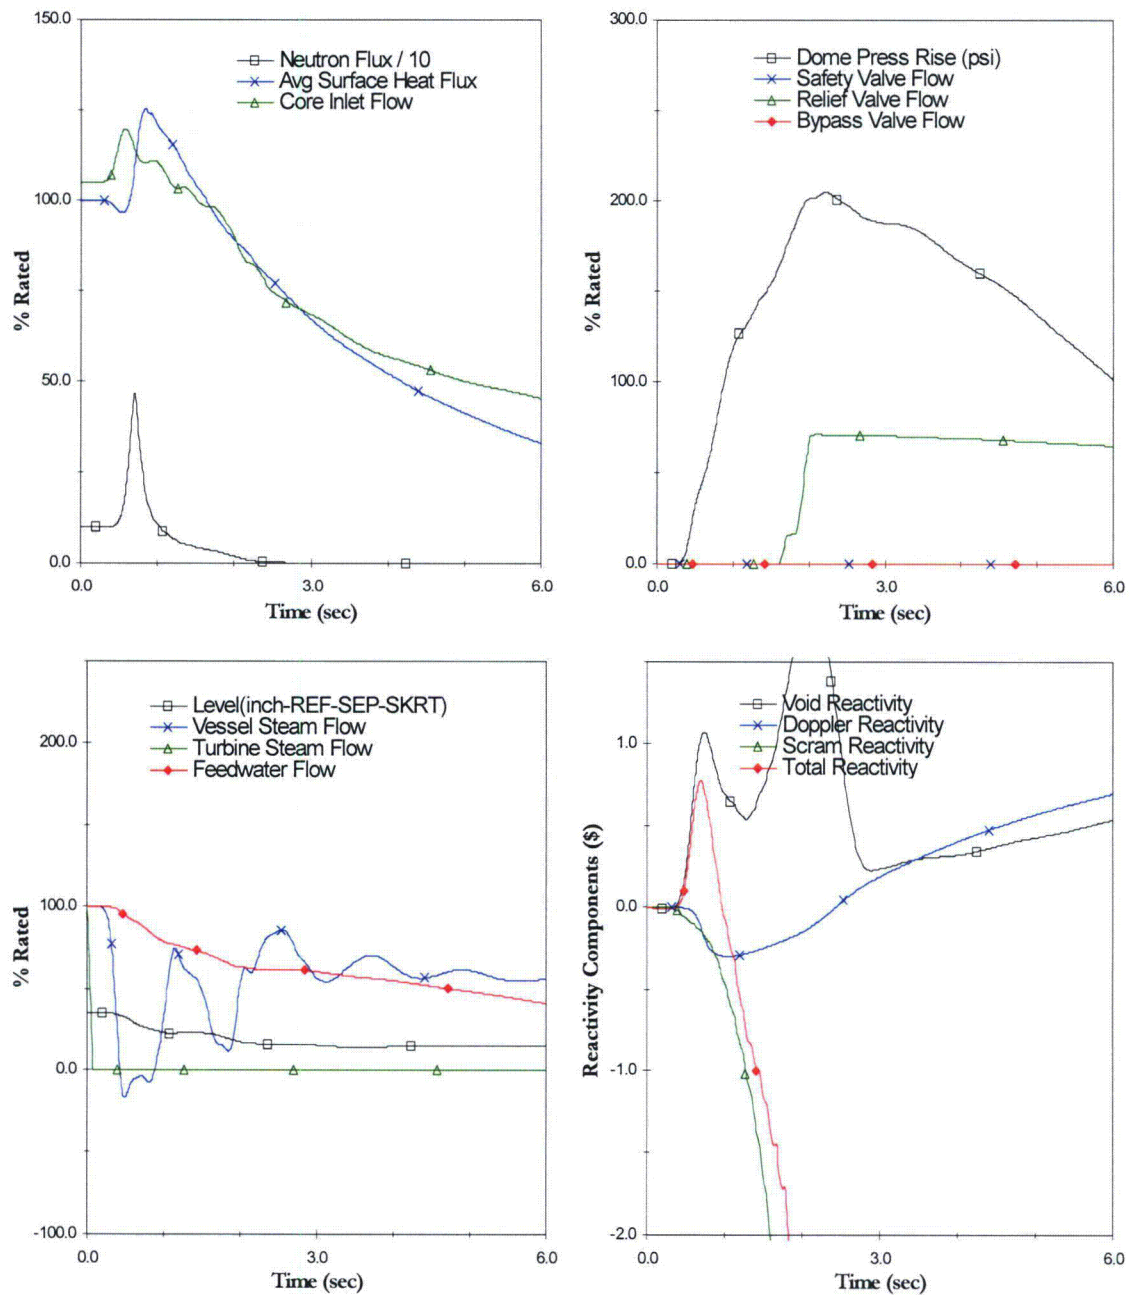 150.0
Neutron Flux / 10
Avg Surface Heat Flux
Core Inlet Flow
100.0
% Rated
50.0
0.0
0.0
3.0
6.0
Time (sec)
300.0
Dome Press Rise (psi)
Safety Valve Flow
Relief Valve Flow
Bypass Valve Flow
200.0
% Rated
100.0
0.0
0.0
3.0
6.0
Time (sec)
Level(inch-REF-SEP-SKRT)
Vessel Steam Flow
Turbine Steam Flow
Feedwater Flow
200.0
100.0
% Rated
0.0
-100.0
0.0
3.0
6.0
Time (sec)
Void Reactivity
Doppler Reactivity
Scram Reactivity
Total Reactivity
1.0
Reactivity Components ($)
0.0
-1.0
-2.0
0.0
3.0
6.0
Time (sec)